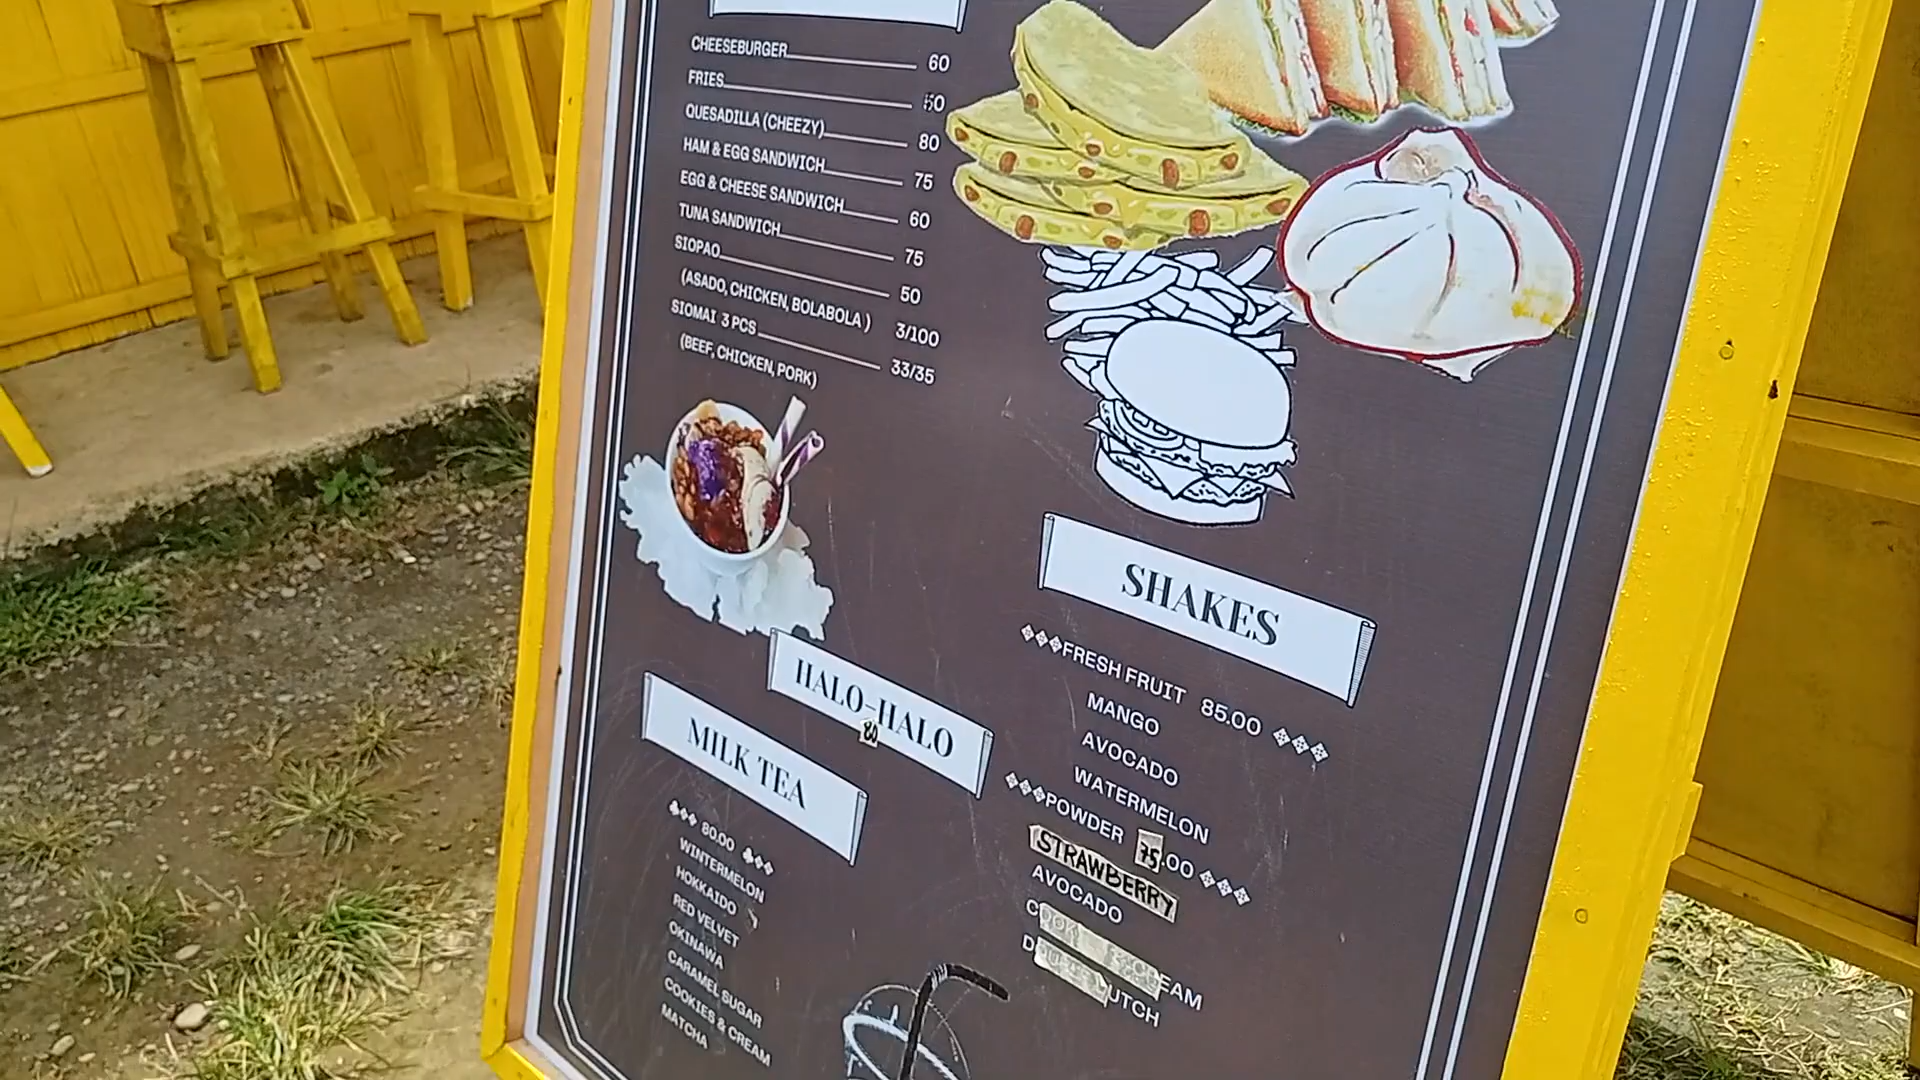 CHEESEBURGER 60
FRIES 60
QUESADILLA (CHEEZY) 80
HAM & EGG SANDWICH 75
EGG & CHEESE SANDWICH 60
TUNA SANDWICH 75
SIOPAO 50
(ASADO, CHICKEN, BOLABOLA ) 3/100
SIOMAI 3 PCS 33/35
(BEEF, CHICKEN, PORK)
HALO-HALO
80
MILK TEA
80.00
WINTERMELON
HOKKAIDO
RED VELVET
OKINAWA
CARAMEL SUGAR
COOKIES & CREAM
MATCHA
SHAKES
FRESH FRUIT 85.00
MANGO
AVOCADO
WATERMELON
POWDER 75.00
STRAWBERRY
AVOCADO